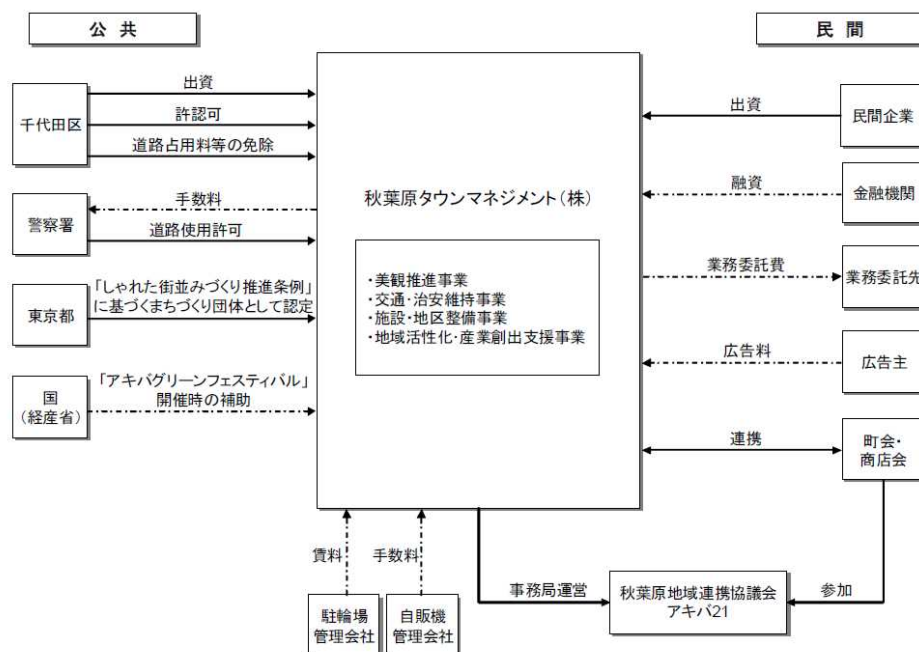 公 共
民 間
千代田区
出資
許認可
道路占用料等の免除
警察署
手数料
道路使用許可
東京都
「しゃれた街並みづくり推進条例」
に基づくまちづくり団体として認定
国
(経産省)
「アキバグリーンフェスティバル」
開催時の補助
秋葉原タウンマネジメント(株)
・美観推進事業
・交通・治安維持事業
・施設・地区整備事業
・地域活性化・産業創出支援事業
出資
民間企業
融資
金融機関
業務委託費
業務委託先
広告料
広告主
連携
町会・
商店会
賃料
手数料
駐輪場
管理会社
自販機
管理会社
事務局運営
秋葉原地域連携協議会
アキバ21
参加